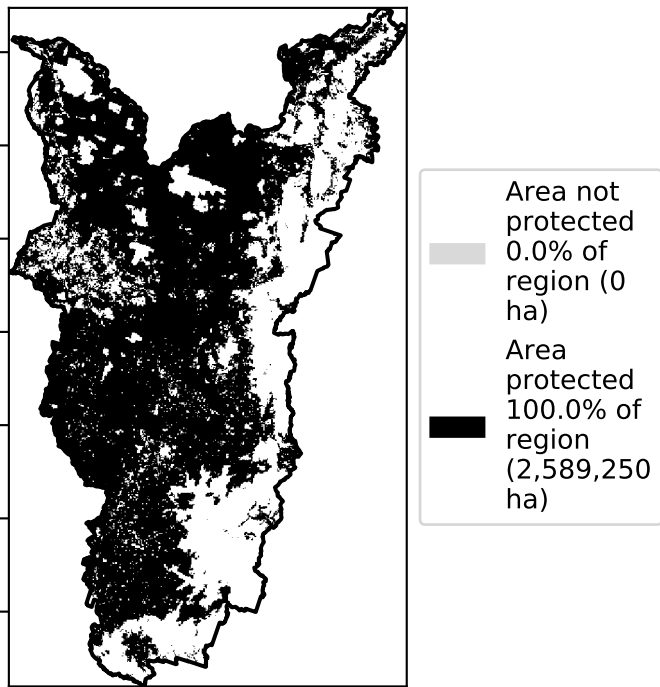 Area not
protected
0.0% of
region (0
ha)
Area
protected
100.0% of
region
(2,589,250
ha)